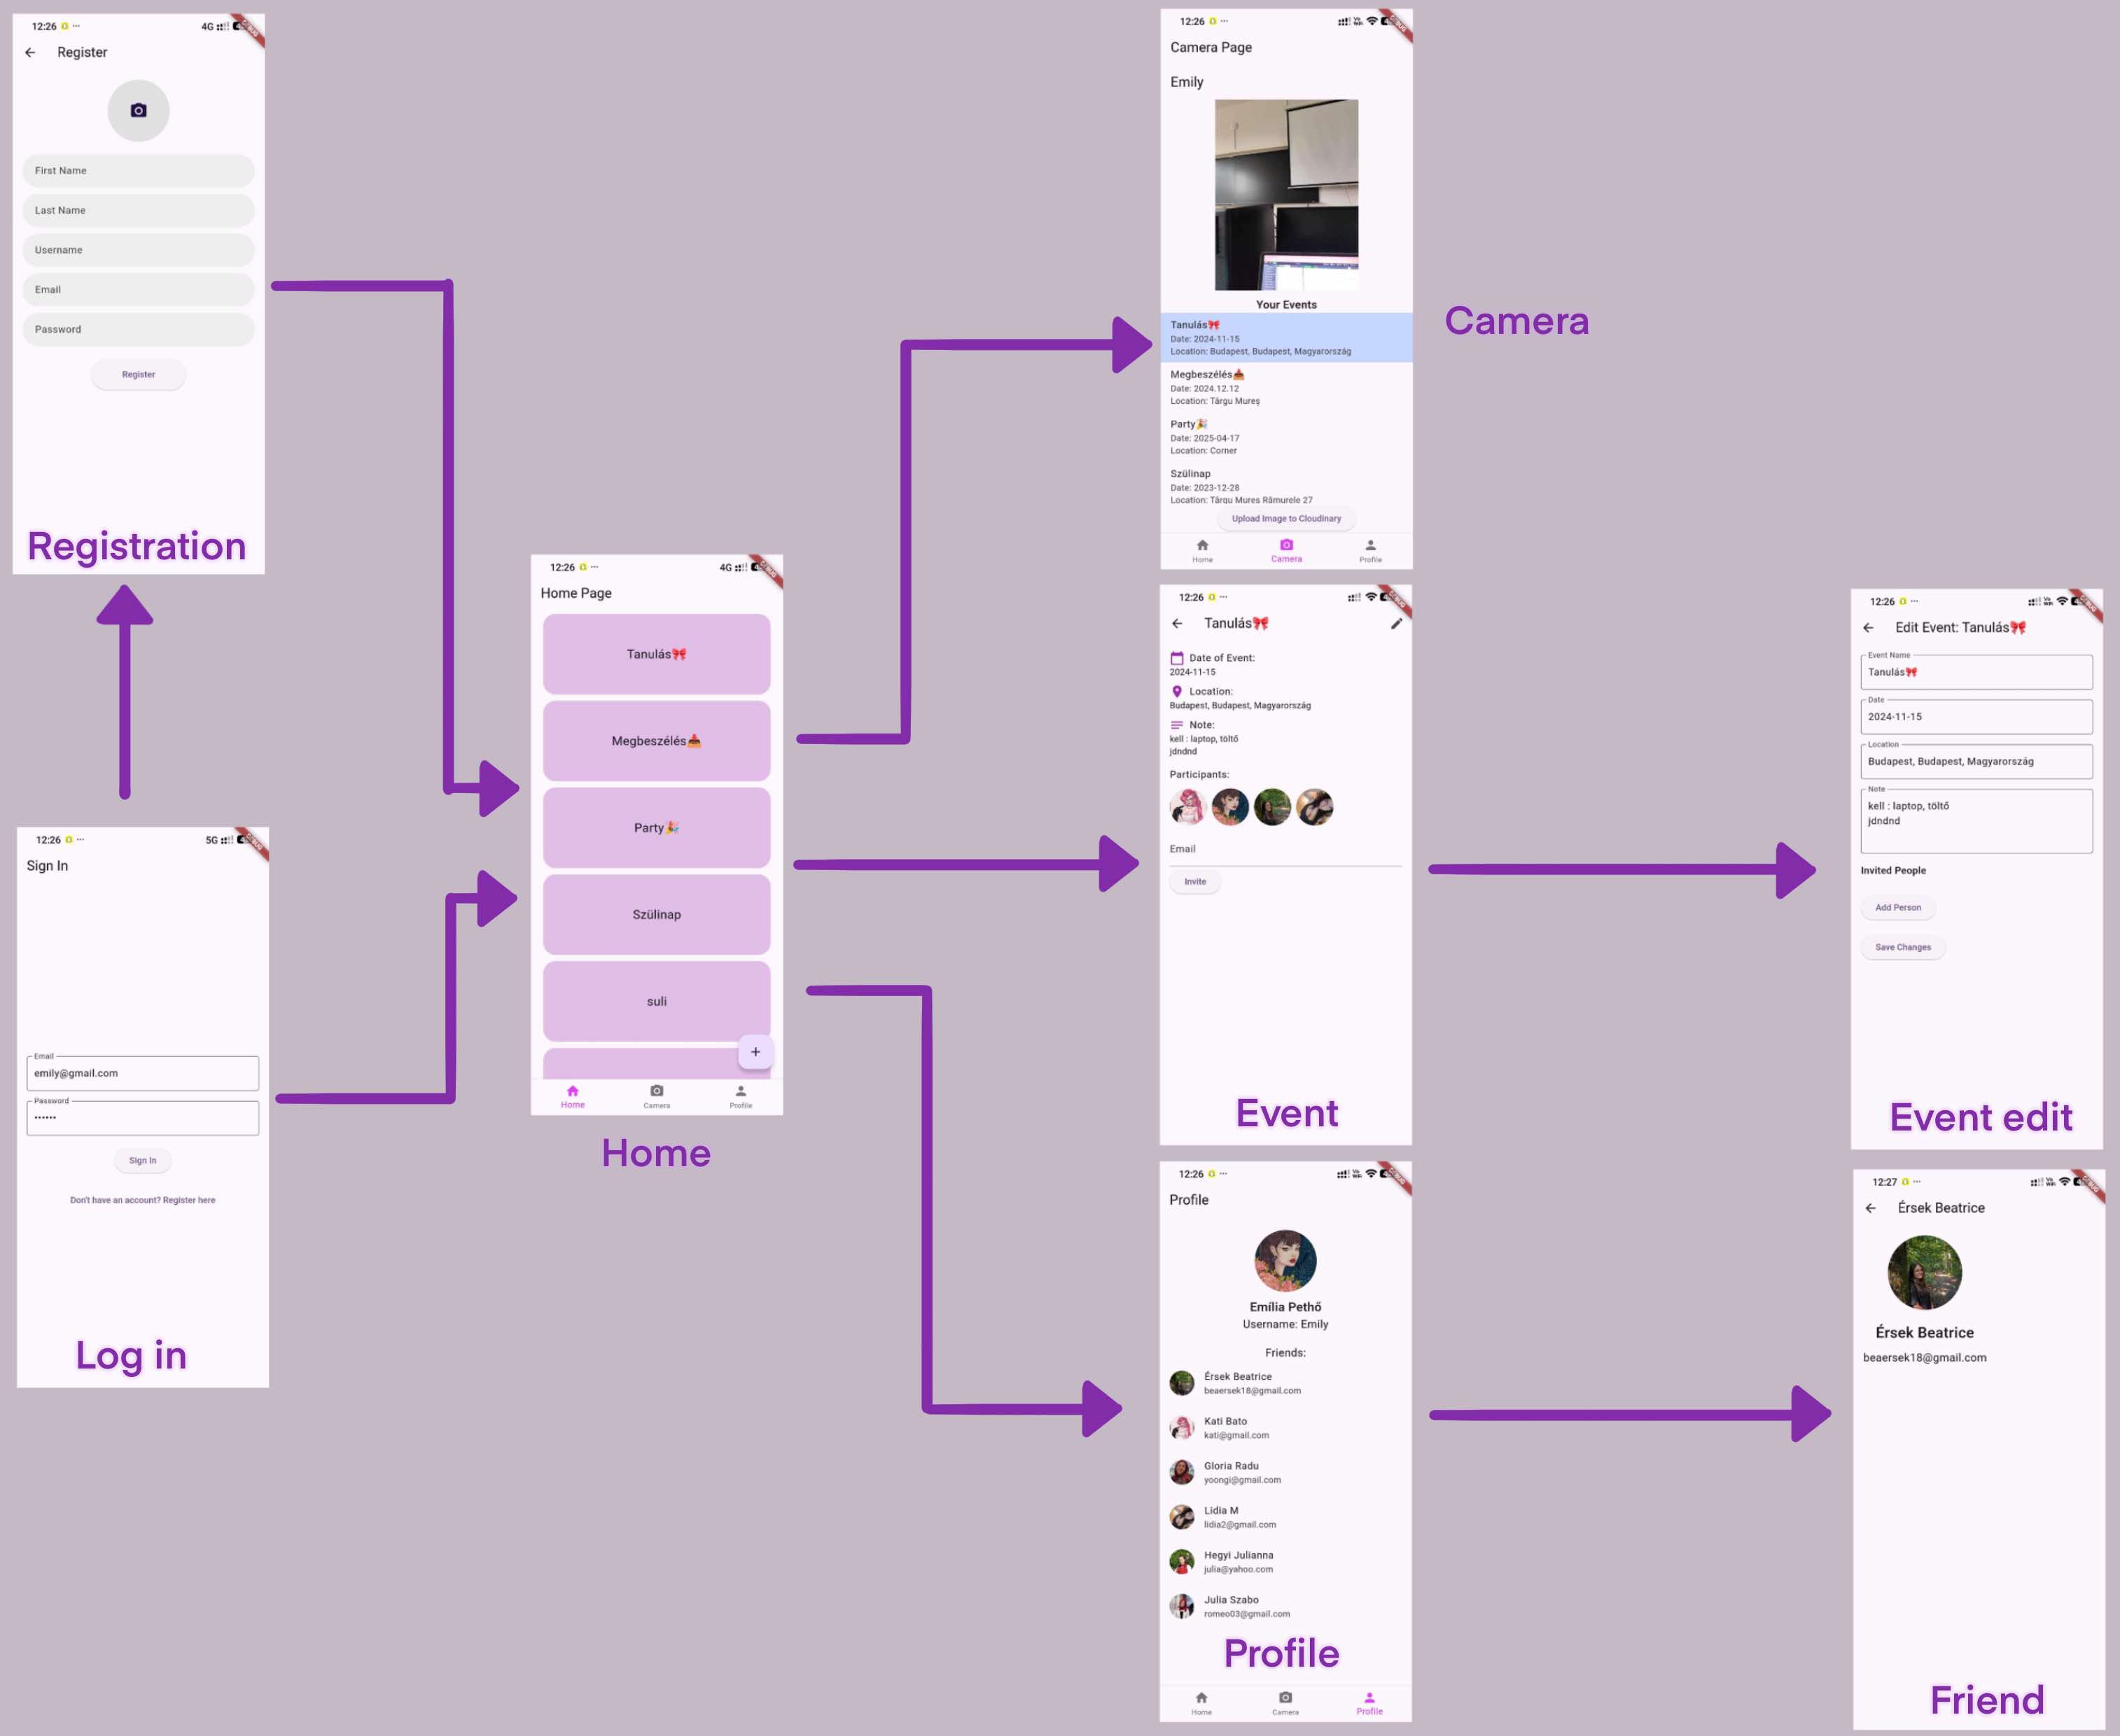 12:26
4G
Register
First Name
Last Name
Username
Email
Password
Register
Registration
12:26
5G
Sign In
Email
emily@gmail.com
Password
Sign In
Don't have an account? Register here
Log in
12:26
4G
Home Page
Tanulás🎀
Megbeszélés📥
Party🎉
Szülinap
suli
+
Home
Camera
Profile
Home
12:26
Camera Page
Emily
Your Events
Tanulás🎀
Date: 2024-11-15
Location: Budapest, Budapest, Magyarország
Megbeszélés📥
Date: 2024.12.12
Location: Târgu Mureș
Party🎉
Date: 2025-04-17
Location: Corner
Szülinap
Date: 2023-12-28
Location: Târgu Mureș Râmurele 27
Upload Image to Cloudinary
Home
Camera
Profile
Camera
12:26
Tanulás🎀
Date of Event:
2024-11-15
Location:
Budapest, Budapest, Magyarország
Note:
kell : laptop, töltő
jdndnd
Participants:
Email
Invite
Event
12:26
Edit Event: Tanulás🎀
Event Name
Tanulás🎀
Date
2024-11-15
Location
Budapest, Budapest, Magyarország
Note
kell : laptop, töltő
jdndnd
Invited People
Add Person
Save Changes
Event edit
12:26
Profile
Emília Pethő
Username: Emily
Friends:
Érsek Beatrice
beaersek18@gmail.com
Kati Bato
kati@gmail.com
Gloria Radu
yoongi@gmail.com
Lidia M
lidia2@gmail.com
Hegyi Julianna
julia@yahoo.com
Julia Szabo
romeo03@gmail.com
Profile
Home
Camera
Profile
12:27
Érsek Beatrice
Érsek Beatrice
beaersek18@gmail.com
Friend